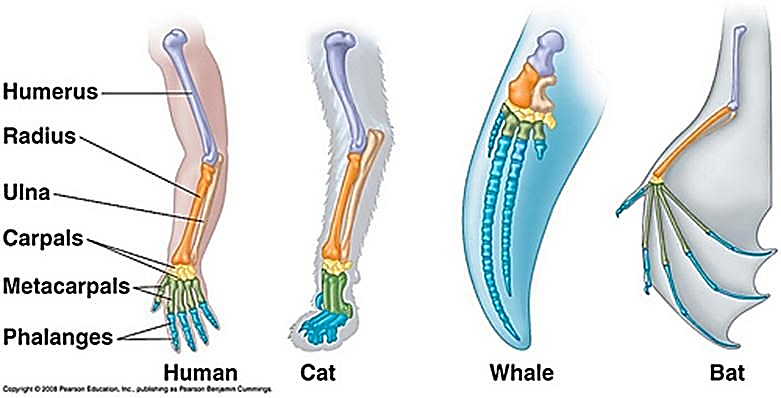 Humerus
Radius
Ulna
Carpals
Metacarpals
Phalanges
Human
Cat
Whale
Bat
Copyright © 2008 Pearson Education, Inc., publishing as Pearson Benjamin Cummings.